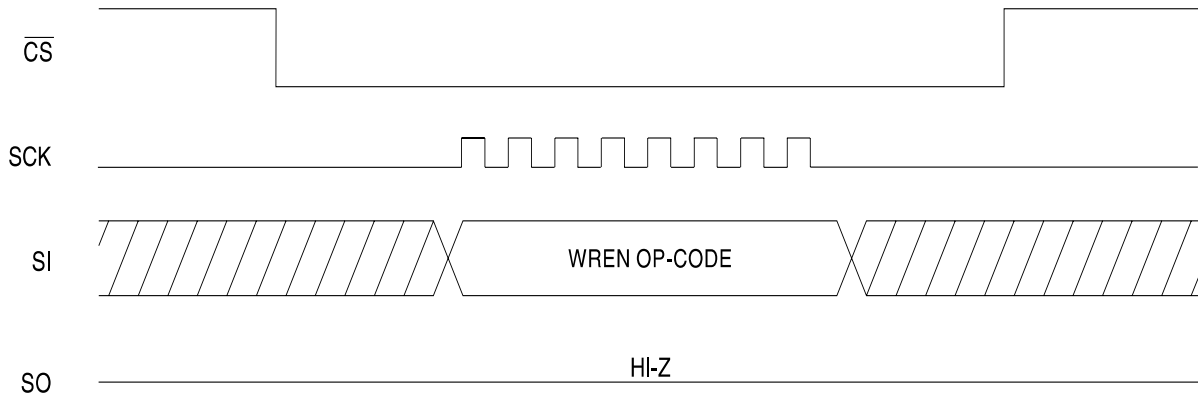 CS
SCK
SI
WREN OP-CODE
HI-Z
SO